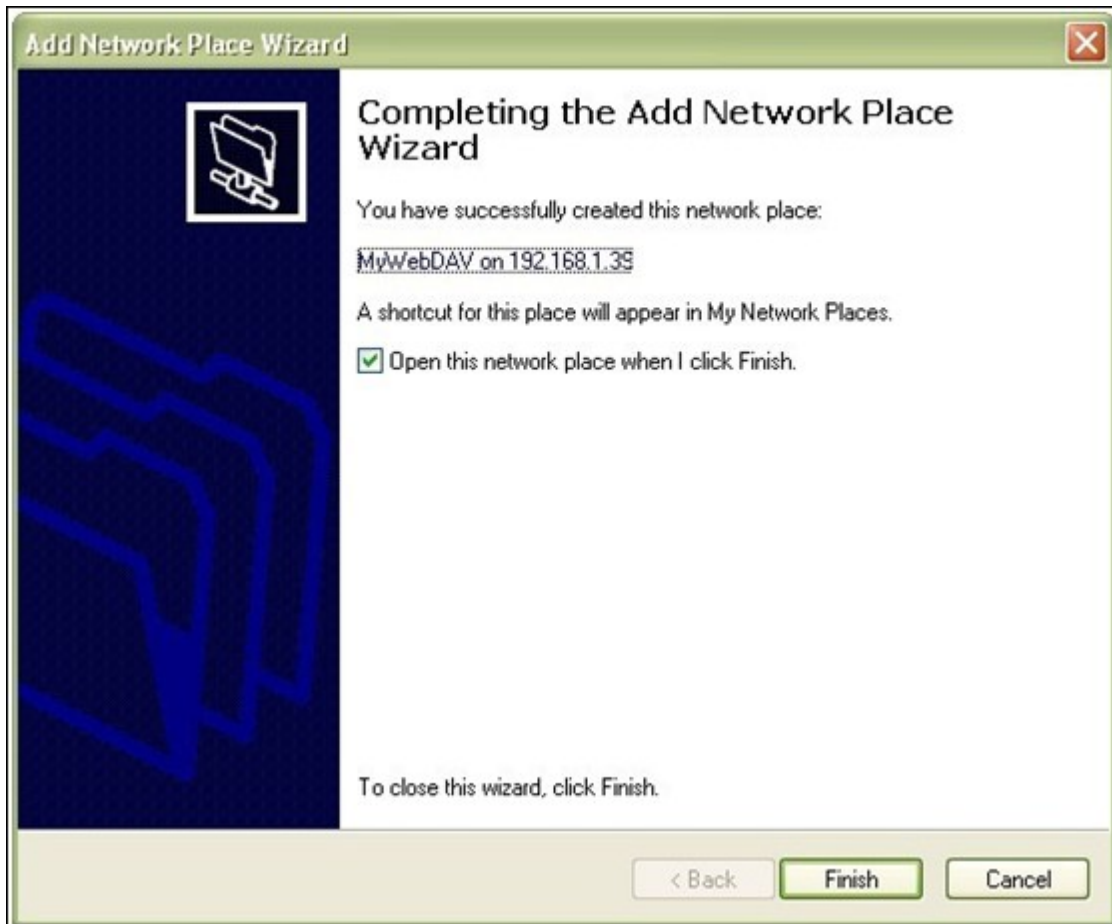 Add Network Place Wizard
Completing the Add Network Place
Wizard
You have successfully created this network place:
MyWebDAV on 192.168.1.39
A shortcut for this place will appear in My Network Places.
Open this network place when I click Finish.
To close this wizard, click Finish.
< Back
Finish
Cancel